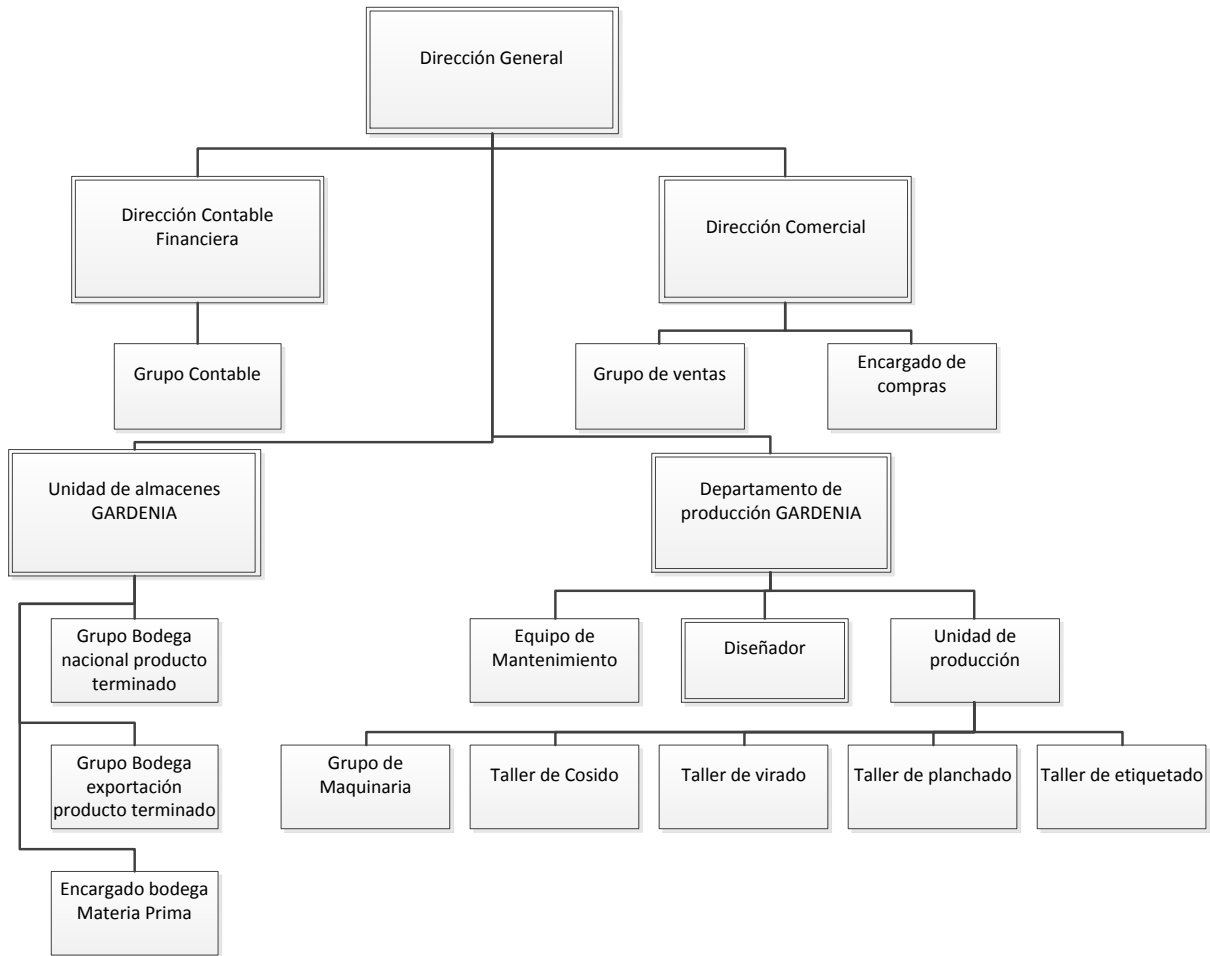 Dirección General
Dirección Contable
Financiera
Dirección Comercial
Grupo Contable
Grupo de ventas
Encargado de
compras
Unidad de almacenes
GARDENIA
Departamento de
producción GARDENIA
Grupo Bodega
nacional producto
terminado
Equipo de
Mantenimiento
Diseñador
Unidad de
producción
Grupo Bodega
exportación
producto terminado
Grupo de
Maquinaria
Taller de Cosido
Taller de virado
Taller de planchado
Taller de etiquetado
Encargado bodega
Materia Prima